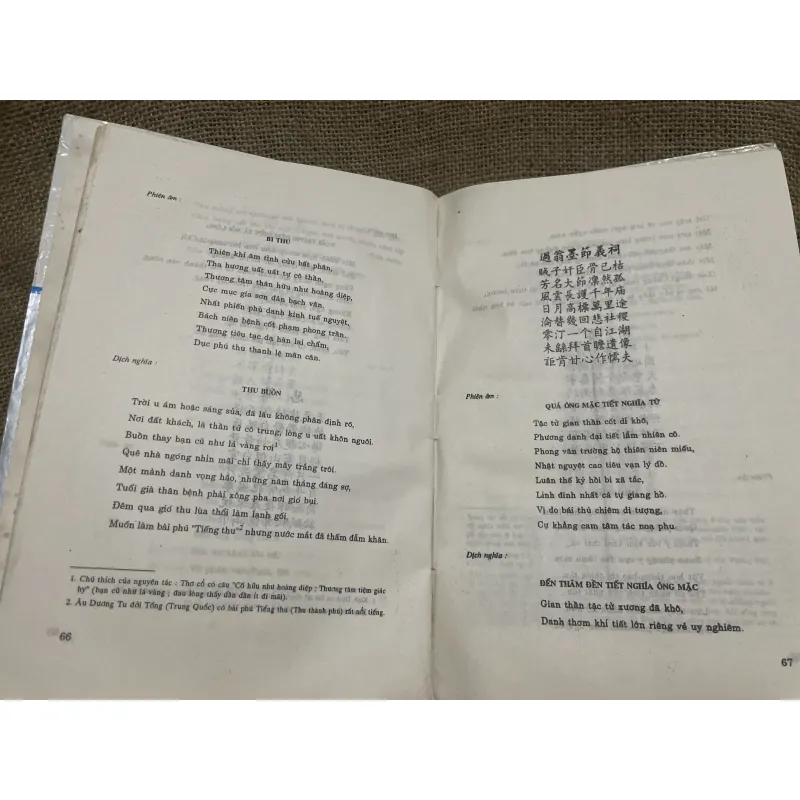 Phiên âm :
BI THU
Thiên khí âm tình cửu bất phân,
Tha hương uất uất tự cô thần,
Thương tâm thân hữu như hoàng diệp,
Cực mục gia sơn đãn bạch vân.
Nhất phiến phù danh kinh tuế nguyệt,
Bách niên bệnh cốt phạm phong trần.
Thương tiêu tạc dạ hàn lai chẩm,
Dục phú thu thanh lệ mãn cân.
Dịch nghĩa :
THU BUỒN
Trời u ám hoặc sáng sủa, đã lâu không phân định rõ,
Nơi đất khách, là thần tử cô trung, lòng u uất khôn nguôi.
Buồn thay bạn cũ như lá vàng rơi1
Quê nhà ngóng nhìn mãi chỉ thấy mây trắng trôi.
Một mảnh danh vọng hão, những năm tháng đáng sợ,
Tuổi già thân bệnh phải xông pha nơi gió bụi.
Đêm qua gió thu lùa thổi làm lạnh gối.
Muốn làm bài phú "Tiếng thu"2 nhưng nước mắt đã thấm đẫm khăn.
1. Chú thích của nguyên tác : Thơ cổ có câu "Cố hữu như hoàng diệp ; Thương tâm tiệm giác
hy" (bạn cũ như lá vàng ; đau lòng thấy dần dần ít đi mãi).
2. Âu Dương Tu đời Tống (Trung Quốc) có bài phú Tiếng thu (Thu thanh phú) rất nổi tiếng.
66
過翁墨節義祠
賊子奸臣骨已枯
芳名大節凛然孤
風雲長護千年庙
日月高標萬里途
淪替幾回悲社稷
零汀一个自江湖
未能拜首瞻遺像
詎肯甘心作懦夫
Phiên âm :
QUÁ ÔNG MẶC TIẾT NGHĨA TỪ
Tặc tử gian thần cốt dĩ khô,
Phương danh đại tiết lẫm nhiên cô.
Phong vân trường hộ thiên niên miếu,
Nhật nguyệt cao tiêu vạn lý đồ.
Luân thế kỷ hồi bi xã tắc,
Linh đinh nhất cá tự giang hồ.
Vị do bái thủ chiêm di tượng,
Cự khẳng cam tâm tác noạ phu.
Dịch nghĩa :
ĐẾN THĂM ĐỀN TIẾT NGHĨA ÔNG MẶC
Gian thần tặc tử xương đã khô,
Danh thơm khí tiết lớn riêng vẻ uy nghiêm.
67